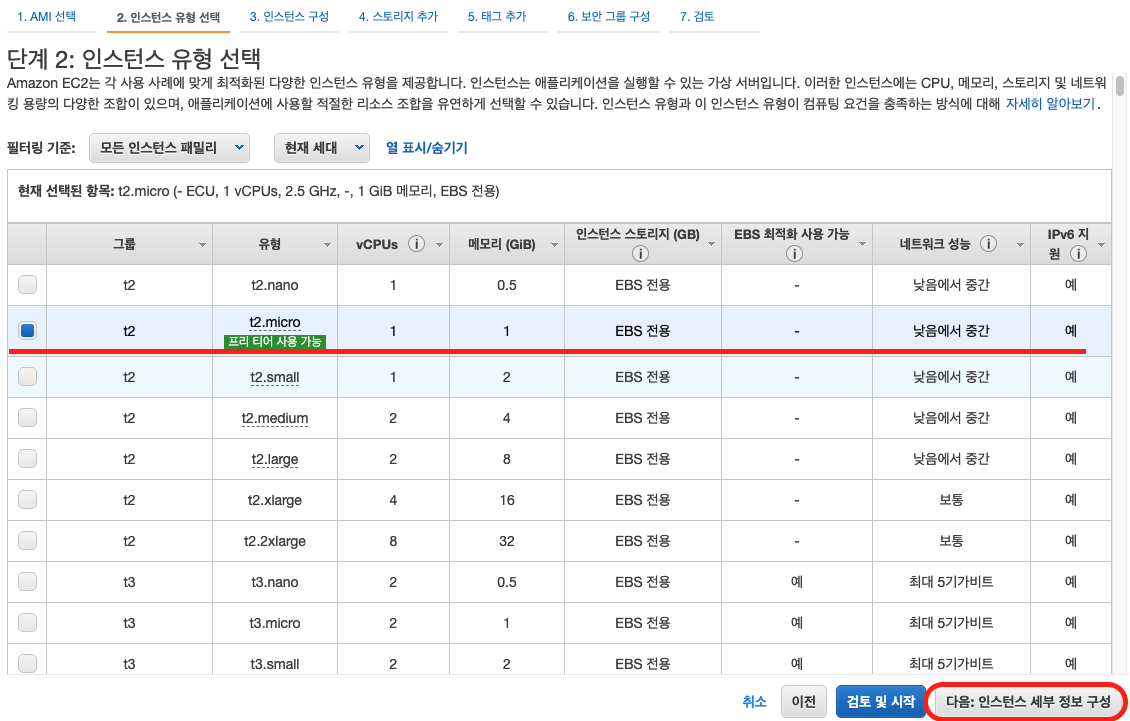 1. AMI 선택 2. 인스턴스 유형 선택 3. 인스턴스 구성 4. 스토리지 추가 5. 태그 추가 6. 보안 그룹 구성 7. 검토
단계 2: 인스턴스 유형 선택
Amazon EC2는 각 사용 사례에 맞게 최적화된 다양한 인스턴스 유형을 제공합니다. 인스턴스는 애플리케이션을 실행할 수 있는 가상 서버입니다. 이러한 인스턴스에는 CPU, 메모리, 스토리지 및 네트워
킹 용량의 다양한 조합이 있으며, 애플리케이션에 사용할 적절한 리소스 조합을 유연하게 선택할 수 있습니다. 인스턴스 유형과 이 인스턴스 유형이 컴퓨팅 요건을 충족하는 방식에 대해 자세히 알아보기.
필터링 기준: 모든 인스턴스 패밀리 현재 세대 열 표시/숨기기
현재 선택된 항목: t2.micro (- ECU, 1 vCPUs, 2.5 GHz, -, 1 GiB 메모리, EBS 전용)
그룹 유형 vCPUs i 메모리 (GiB) 인스턴스 스토리지 (GB) i EBS 최적화 사용 가능 i 네트워크 성능 i IPv6 지원 i
t2 t2.nano 1 0.5 EBS 전용 - 낮음에서 중간 예
t2 t2.micro 1 1 EBS 전용 - 낮음에서 중간 예
프리 티어 사용 가능
t2 t2.small 1 2 EBS 전용 - 낮음에서 중간 예
t2 t2.medium 2 4 EBS 전용 - 낮음에서 중간 예
t2 t2.large 2 8 EBS 전용 - 낮음에서 중간 예
t2 t2.xlarge 4 16 EBS 전용 - 보통 예
t2 t2.2xlarge 8 32 EBS 전용 - 보통 예
t3 t3.nano 2 0.5 EBS 전용 예 최대 5기가비트 예
t3 t3.micro 2 1 EBS 전용 예 최대 5기가비트 예
t3 t3.small 2 2 EBS 전용 예 최대 5기가비트 예
취소 이전 검토 및 시작 다음: 인스턴스 세부 정보 구성